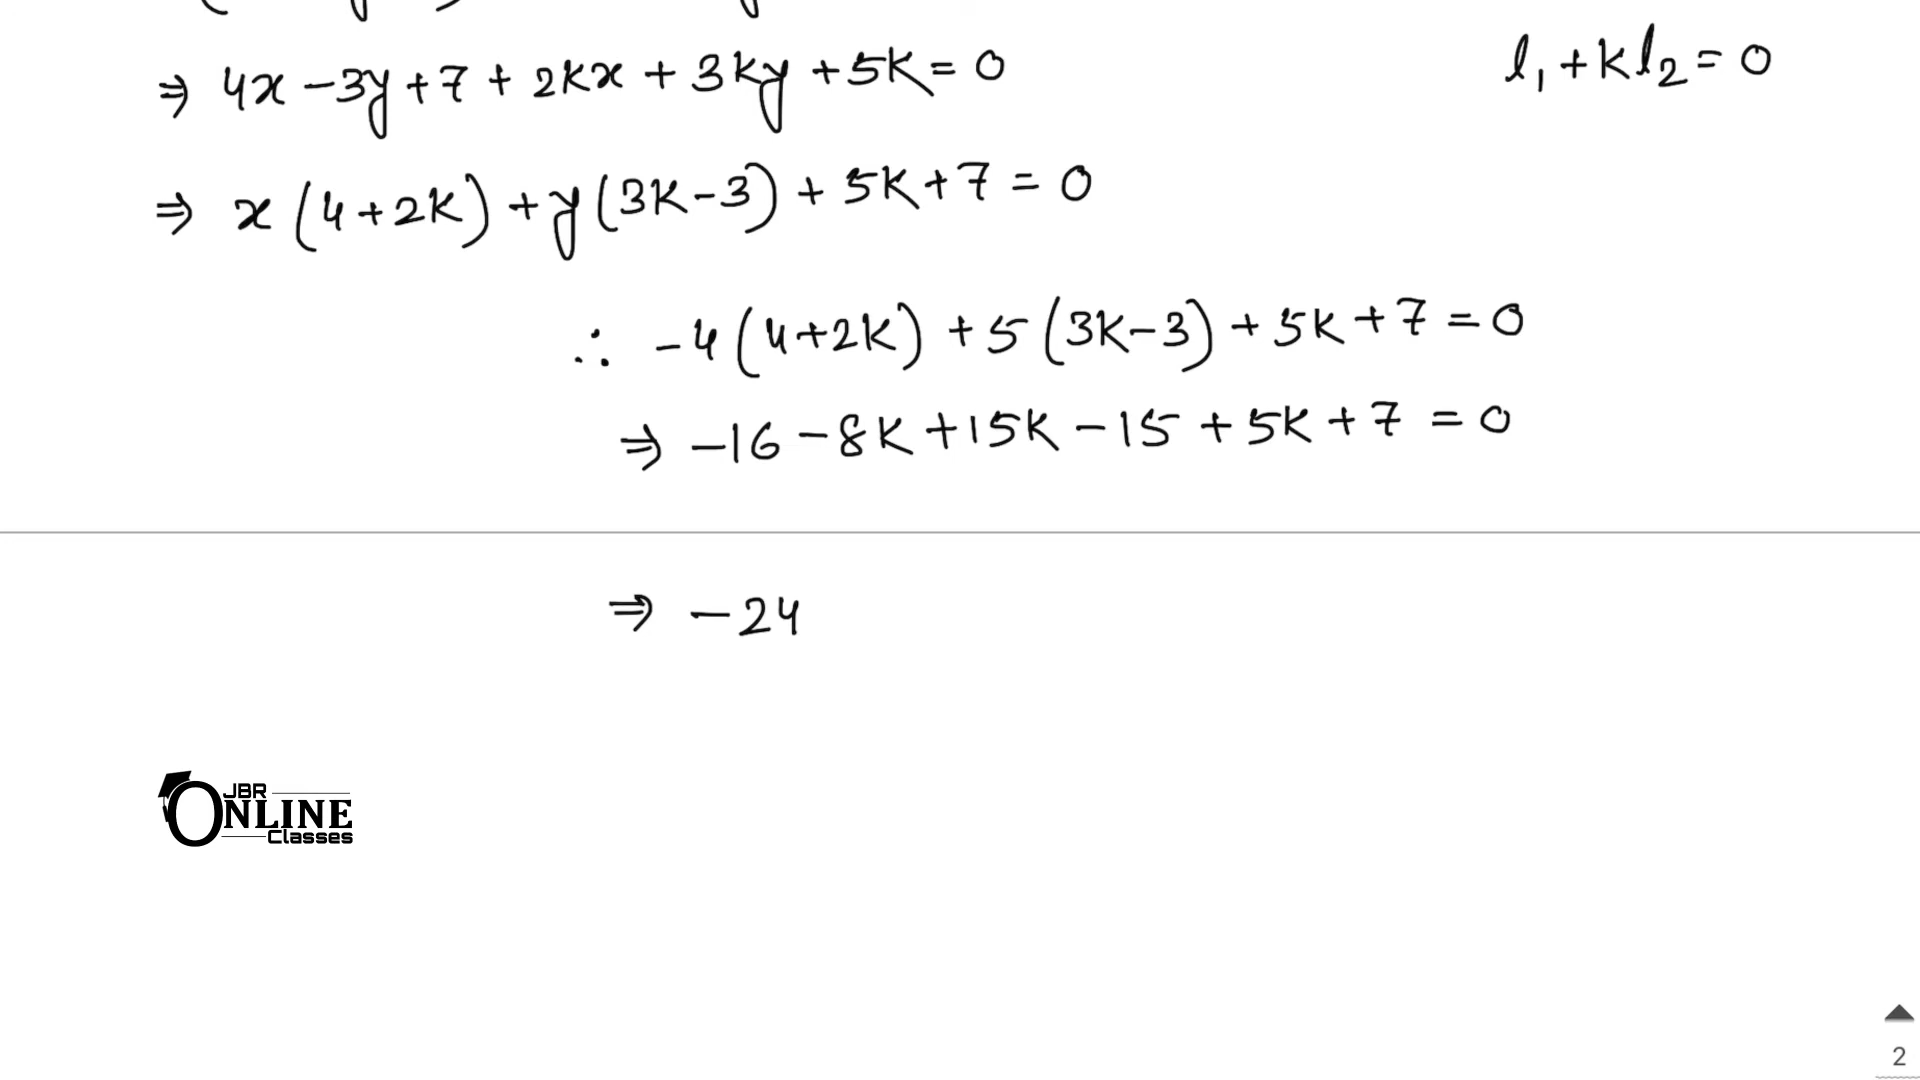 ⇒ 4x - 3y + 7 + 2kx + 3ky + 5k = 0
l₁ + kl₂ = 0
⇒ x(4+2k) + y(3k-3) + 5k + 7 = 0
∴ -4(4+2k) + 5(3k-3) + 5k + 7 = 0
⇒ -16 - 8k + 15k - 15 + 5k + 7 = 0
⇒ -24
JBR
ONLINE
Classes
2